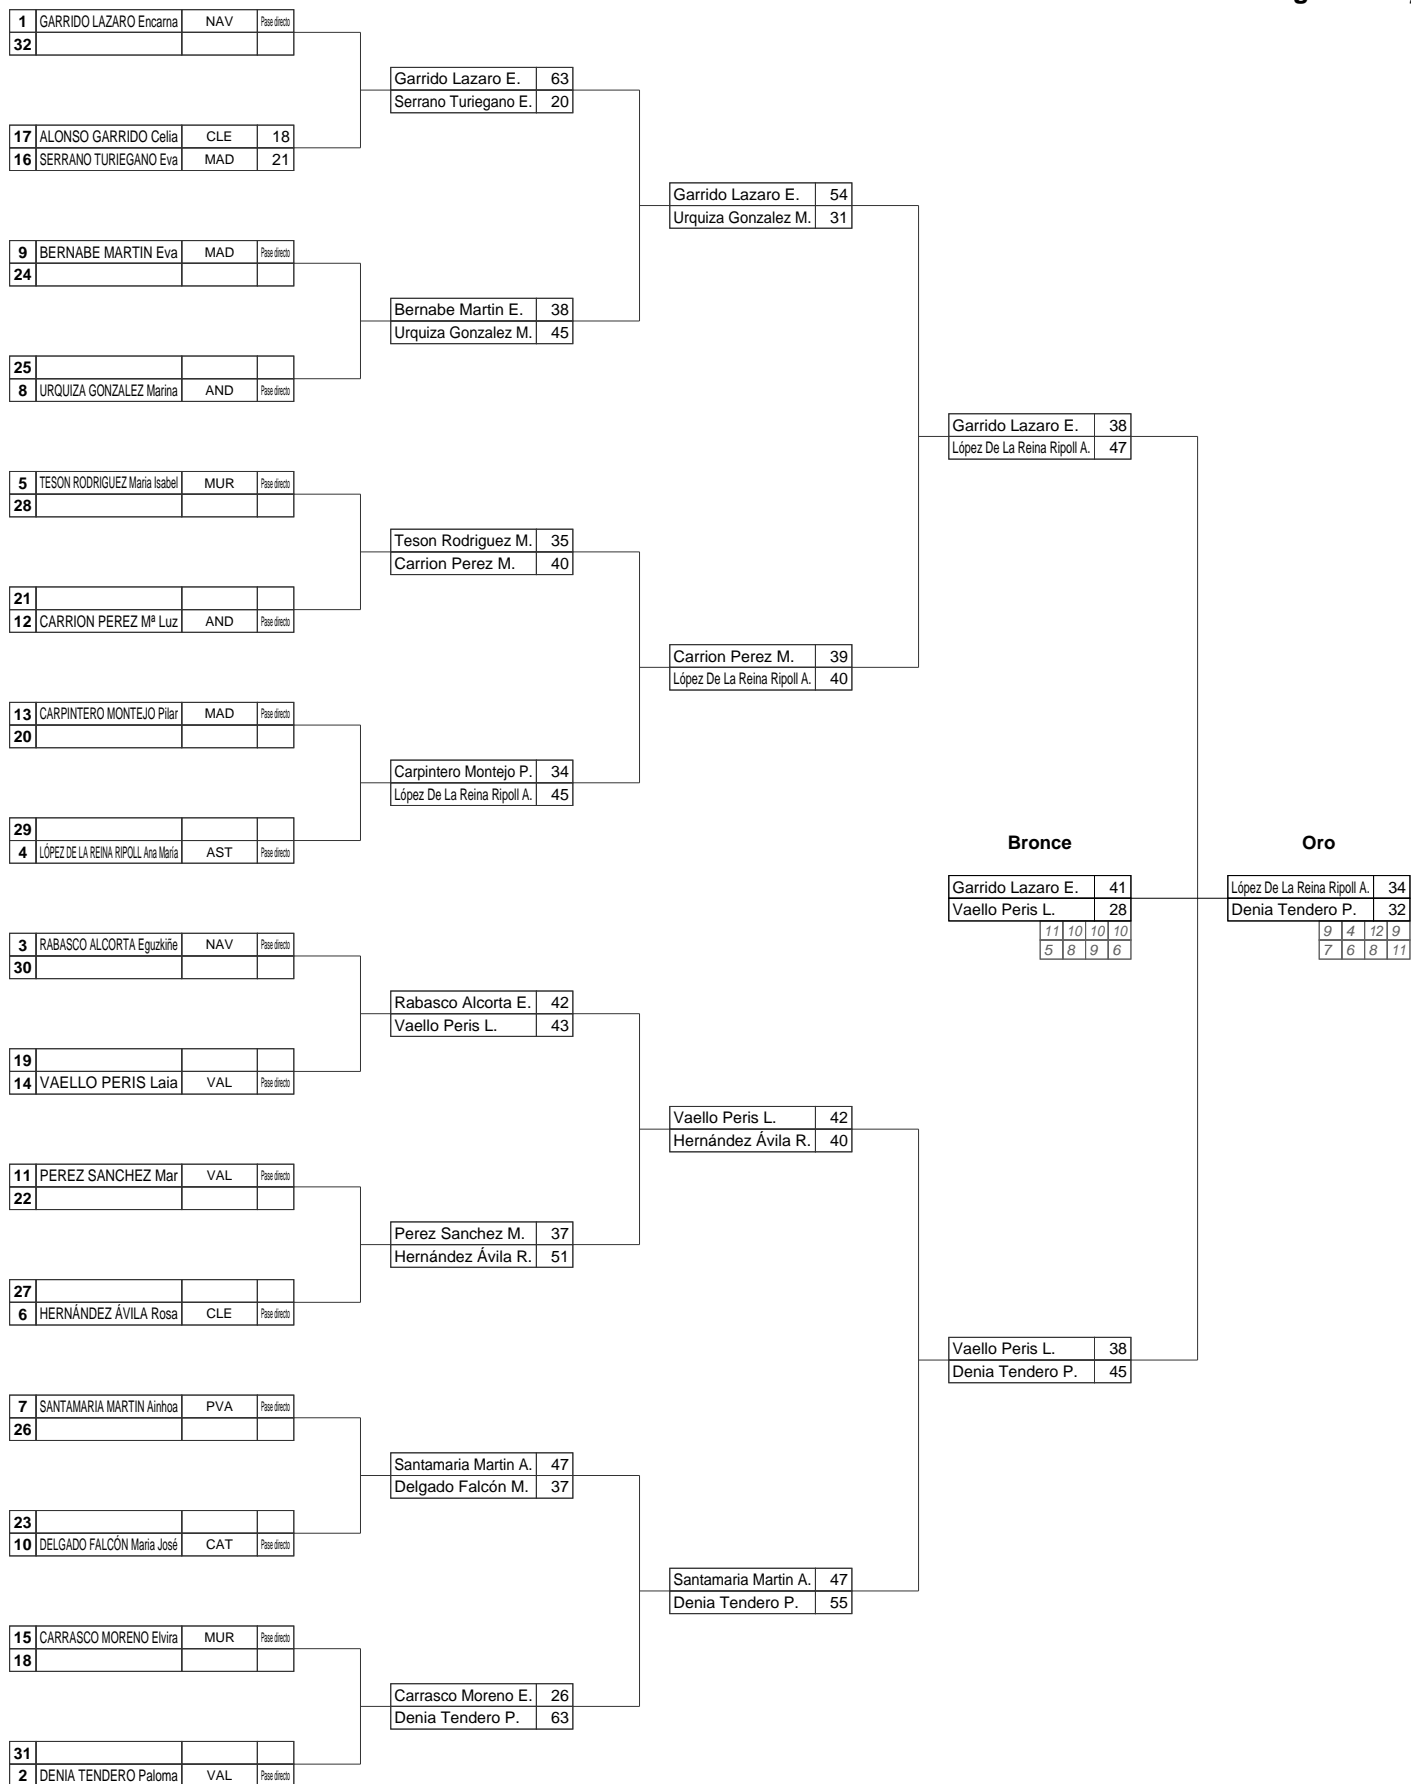 1 GARRIDO LAZARO Encarna NAV Pase directo
32
Garrido Lazaro E. 63
Serrano Turiegano E. 20
17 ALONSO GARRIDO Celia CLE 18
16 SERRANO TURIEGANO Eva MAD 21
Garrido Lazaro E. 54
Urquiza Gonzalez M. 31
9 BERNABE MARTIN Eva MAD Pase directo
24
Bernabe Martin E. 38
Urquiza Gonzalez M. 45
25
8 URQUIZA GONZALEZ Marina AND Pase directo
Garrido Lazaro E. 38
López De La Reina Ripoll A. 47
5 TESON RODRIGUEZ Maria Isabel MUR Pase directo
28
Teson Rodriguez M. 35
Carrion Perez M. 40
21
12 CARRION PEREZ Mª Luz AND Pase directo
Carrion Perez M. 39
López De La Reina Ripoll A. 40
13 CARPINTERO MONTEJO Pilar MAD Pase directo
20
Carpintero Montejo P. 34
López De La Reina Ripoll A. 45
29
4 LÓPEZ DE LA REINA RIPOLL Ana María AST Pase directo
Bronce Oro
Garrido Lazaro E. 41 López De La Reina Ripoll A. 34
Vaello Peris L. 28 Denia Tendero P. 32
11 10 10 10 9 4 12 9
5 8 9 6 7 6 8 11
3 RABASCO ALCORTA Eguzkiñe NAV Pase directo
30
Rabasco Alcorta E. 42
Vaello Peris L. 43
19
14 VAELLO PERIS Laia VAL Pase directo
Vaello Peris L. 42
Hernández Ávila R. 40
11 PEREZ SANCHEZ Mar VAL Pase directo
22
Perez Sanchez M. 37
Hernández Ávila R. 51
27
6 HERNÁNDEZ ÁVILA Rosa CLE Pase directo
Vaello Peris L. 38
Denia Tendero P. 45
7 SANTAMARIA MARTIN Ainhoa PVA Pase directo
26
Santamaria Martin A. 47
Delgado Falcón M. 37
23
10 DELGADO FALCÓN Maria José CAT Pase directo
Santamaria Martin A. 47
Denia Tendero P. 55
15 CARRASCO MORENO Elvira MUR Pase directo
18
Carrasco Moreno E. 26
Denia Tendero P. 63
31
2 DENIA TENDERO Paloma VAL Pase directo